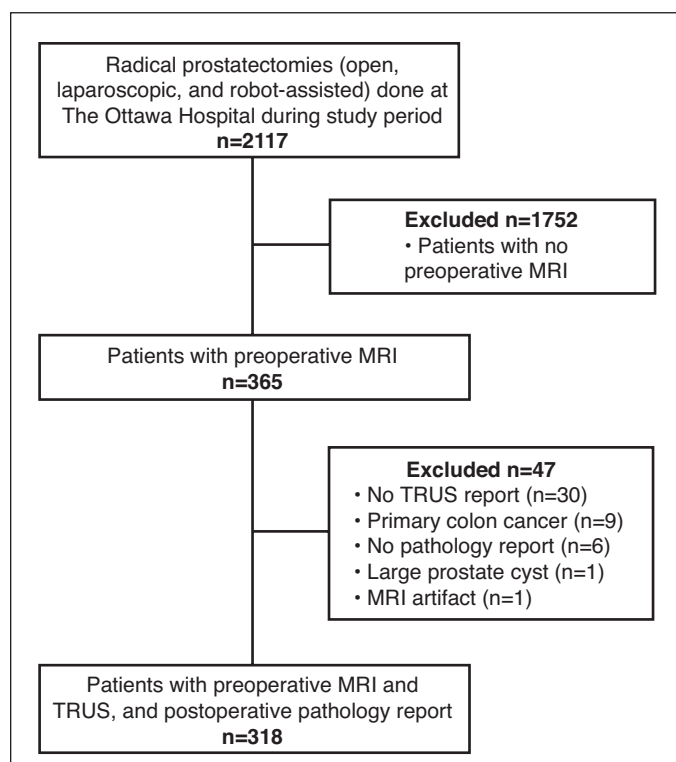 Radical prostatectomies (open,
laparoscopic, and robot-assisted) done at
The Ottawa Hospital during study period
n=2117
Excluded n=1752
• Patients with no
preoperative MRI
Patients with preoperative MRI
n=365
Excluded n=47
• No TRUS report (n=30)
• Primary colon cancer (n=9)
• No pathology report (n=6)
• Large prostate cyst (n=1)
• MRI artifact (n=1)
Patients with preoperative MRI and
TRUS, and postoperative pathology report
n=318